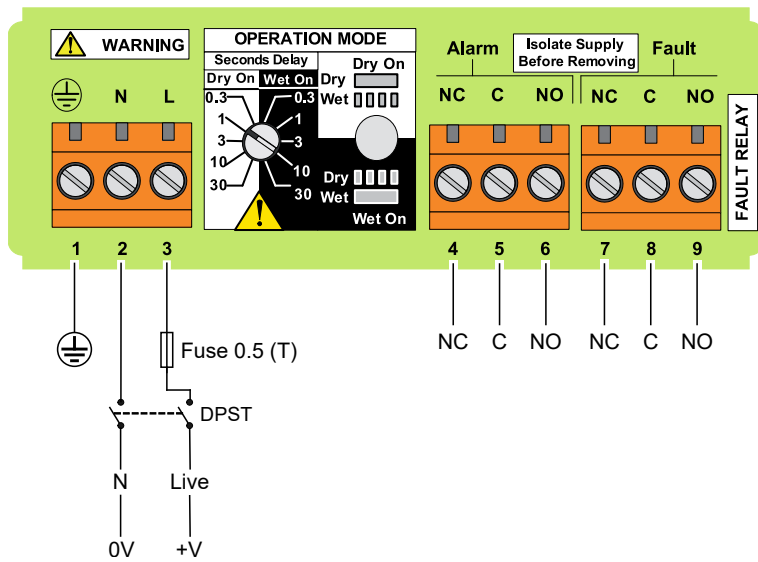 WARNING
N L
OPERATION MODE
Seconds Delay
Dry On Wet On
0.3 0.3
1 1
3 3
10 10
30 30
Dry On
Dry
Wet
Dry
Wet
Wet On
Alarm
Isolate Supply
Before Removing
Fault
NC C NO NC C NO
FAULT RELAY
1 2 3 4 5 6 7 8 9
NC C NO NC C NO
Fuse 0.5 (T)
DPST
N Live
0V +V